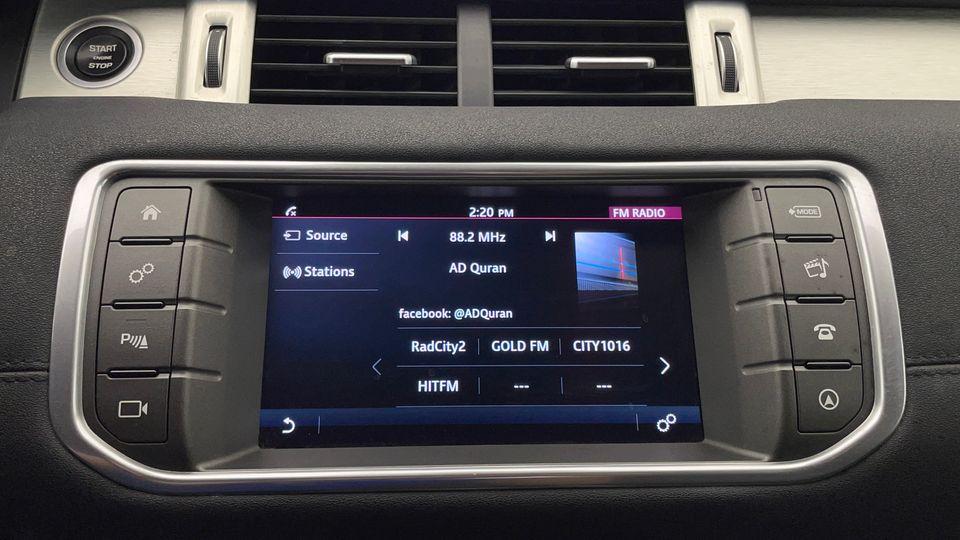 START
ENGINE
STOP
2:20 PM
FM RADIO
MODE
Source
88.2 MHz
Stations
AD Quran
facebook: @ADQuran
P
RadCity2
GOLD FM
CITY1016
HITFM
---
---